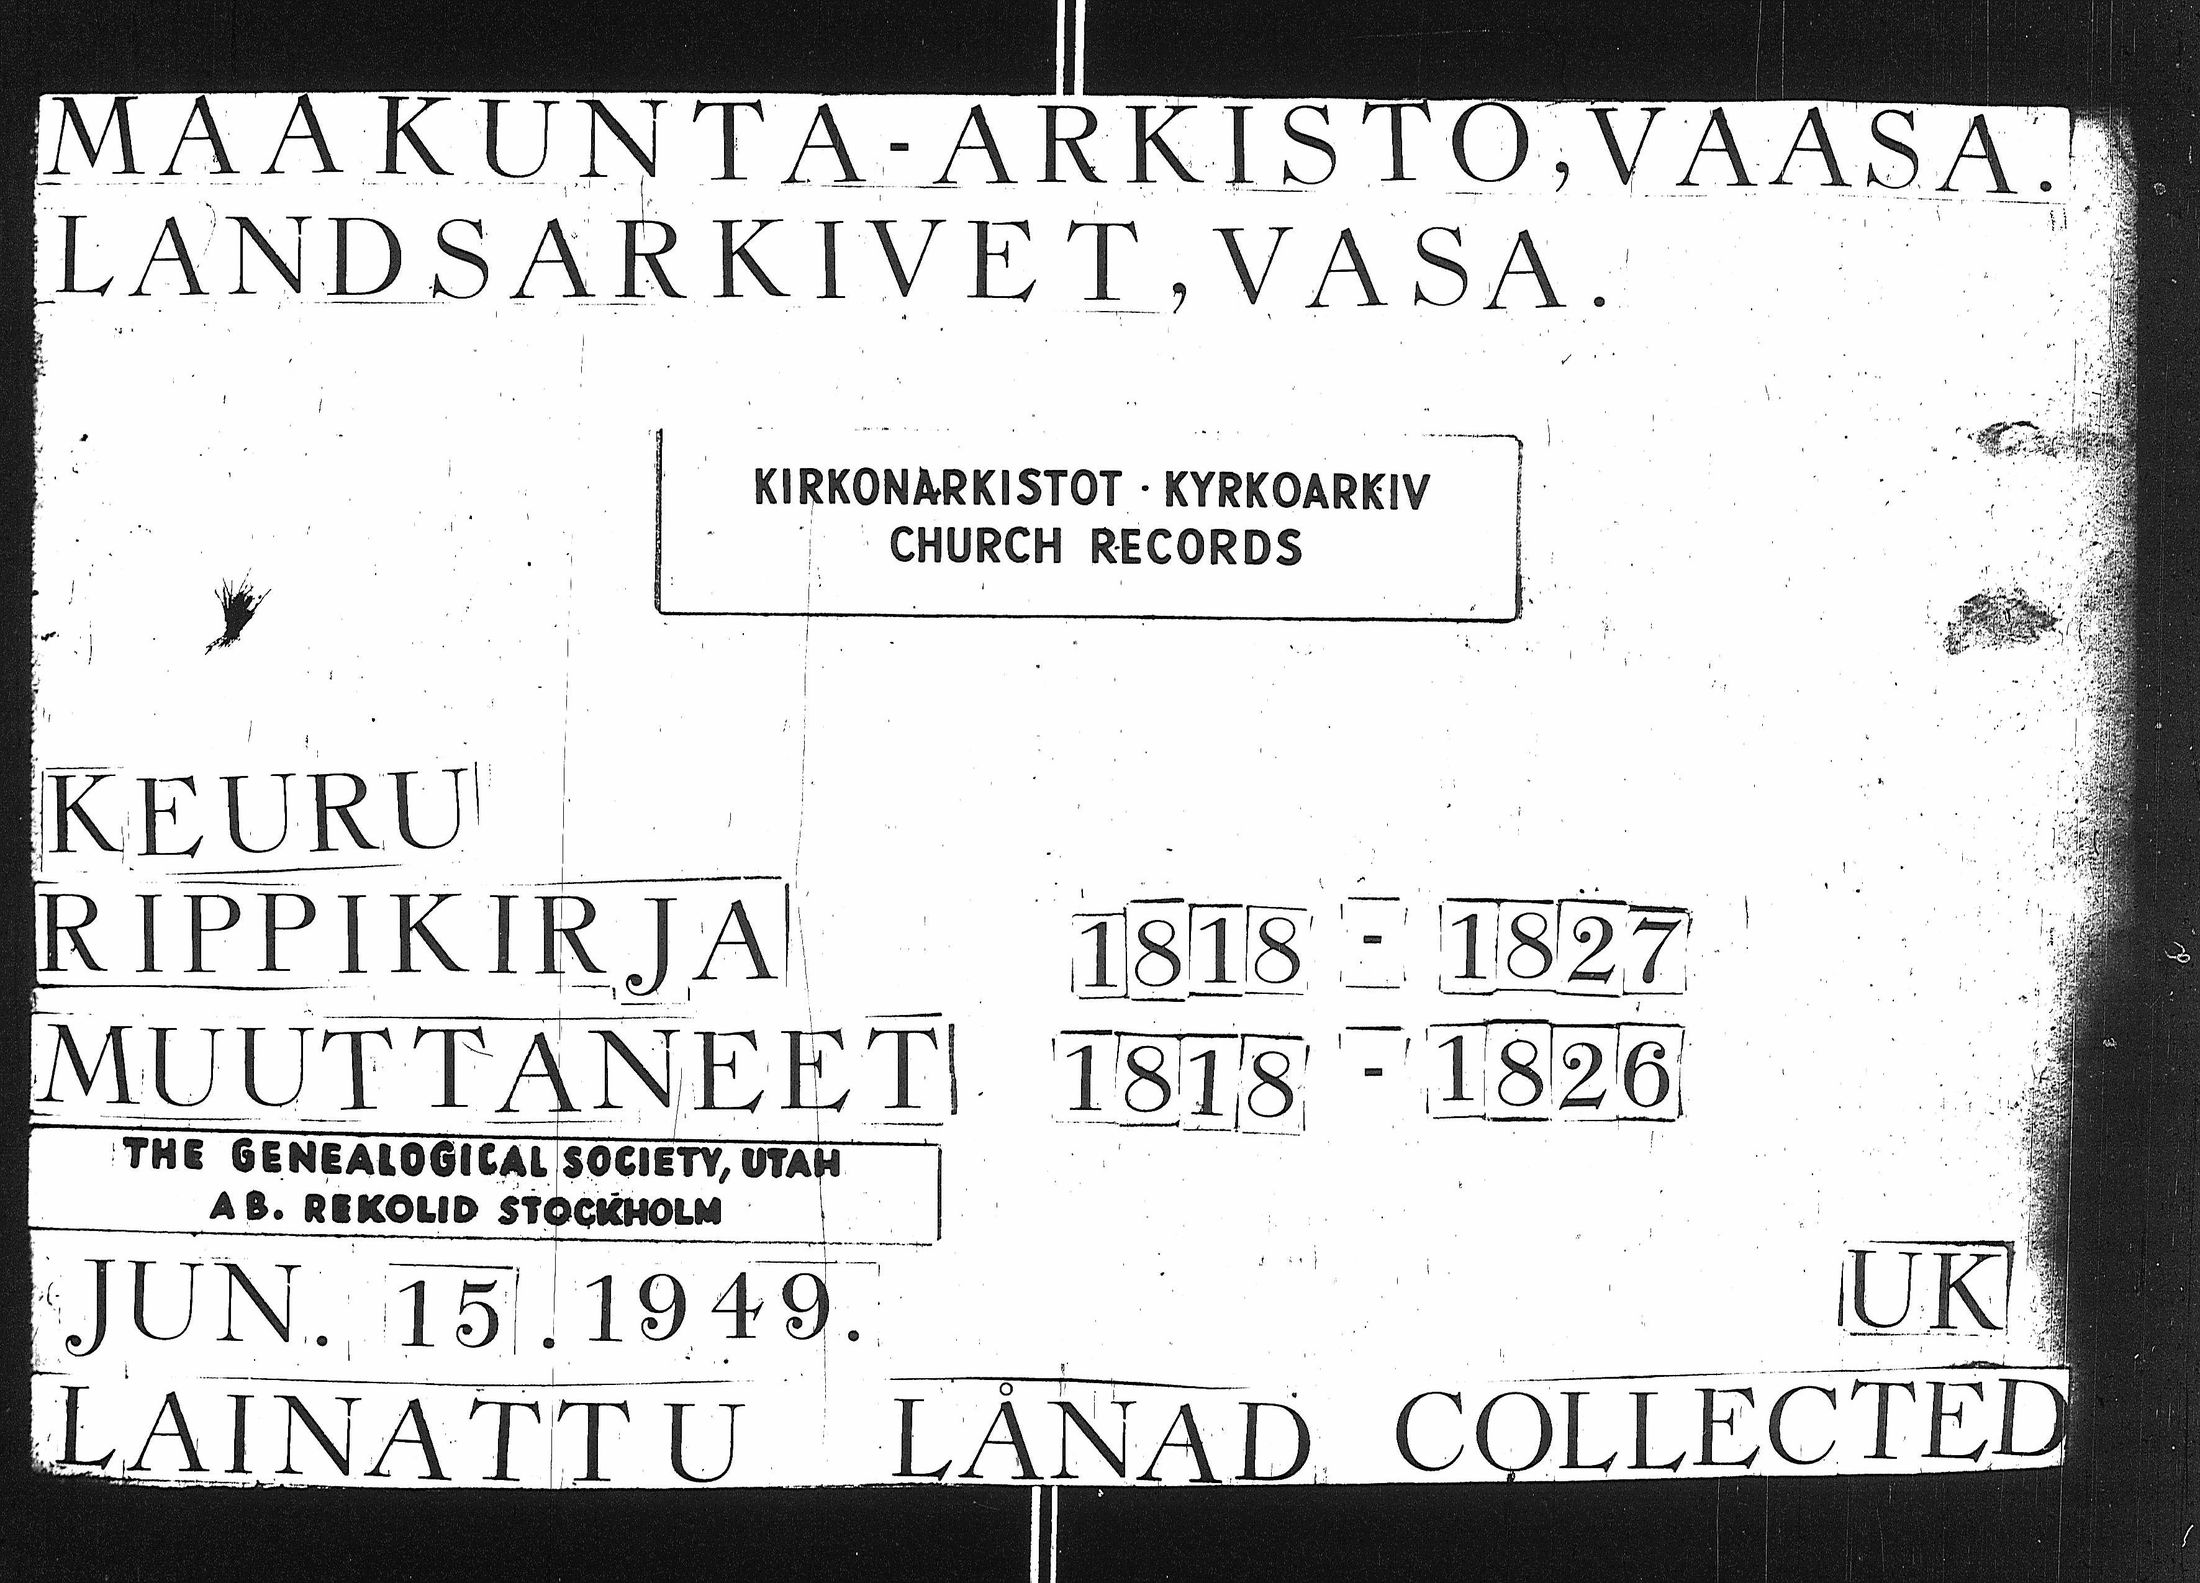 MAAKUNTA-ARKISTO, VAASA.
LANDSARKIVET, VASA.
KIRKONARKISTOT · KYRKOARKIV
CHURCH RECORDS
KEURU
RIPPIKIRJA 1818 - 1827
MUUTTANEET 1818 - 1826
THE GENEALOGICAL SOCIETY, UTAH
AB. REKOLID STOCKHOLM
JUN. 15. 1949. UK
LAINATTU LÅNAD COLLECTED